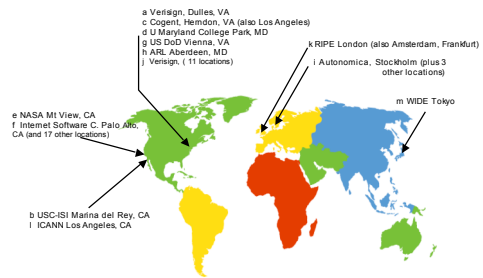 a Verisign, Dulles, VA
c Cogent, Herndon, VA (also Los Angeles)
d U Maryland College Park, MD
g US DoD Vienna, VA
h ARL Aberdeen, MD
j Verisign, ( 11 locations)
k RIPE London (also Amsterdam, Frankfurt)
i Autonomica, Stockholm (plus 3
other locations)
m WIDE Tokyo
e NASA Mt View, CA
f Internet Software C. Palo Alto,
CA (and 17 other locations)
b USC-ISI Marina del Rey, CA
l ICANN Los Angeles, CA